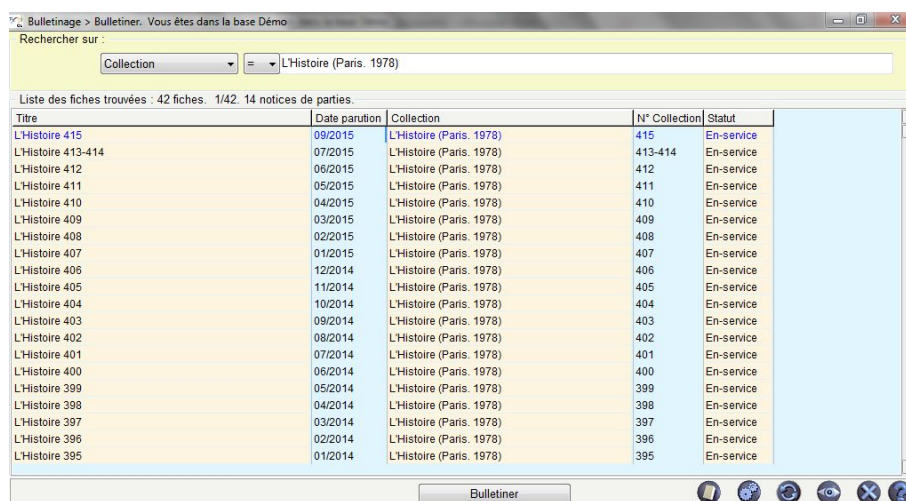 Bulletinage > Bulletiner. Vous êtes dans la base Démo
Rechercher sur :
Collection = L'Histoire (Paris. 1978)
Liste des fiches trouvées : 42 fiches. 1/42. 14 notices de parties.
Titre Date parution Collection N° Collection Statut
L'Histoire 415 09/2015 L'Histoire (Paris. 1978) 415 En-service
L'Histoire 413-414 07/2015 L'Histoire (Paris. 1978) 413-414 En-service
L'Histoire 412 06/2015 L'Histoire (Paris. 1978) 412 En-service
L'Histoire 411 05/2015 L'Histoire (Paris. 1978) 411 En-service
L'Histoire 410 04/2015 L'Histoire (Paris. 1978) 410 En-service
L'Histoire 409 03/2015 L'Histoire (Paris. 1978) 409 En-service
L'Histoire 408 02/2015 L'Histoire (Paris. 1978) 408 En-service
L'Histoire 407 01/2015 L'Histoire (Paris. 1978) 407 En-service
L'Histoire 406 12/2014 L'Histoire (Paris. 1978) 406 En-service
L'Histoire 405 11/2014 L'Histoire (Paris. 1978) 405 En-service
L'Histoire 404 10/2014 L'Histoire (Paris. 1978) 404 En-service
L'Histoire 403 09/2014 L'Histoire (Paris. 1978) 403 En-service
L'Histoire 402 08/2014 L'Histoire (Paris. 1978) 402 En-service
L'Histoire 401 07/2014 L'Histoire (Paris. 1978) 401 En-service
L'Histoire 400 06/2014 L'Histoire (Paris. 1978) 400 En-service
L'Histoire 399 05/2014 L'Histoire (Paris. 1978) 399 En-service
L'Histoire 398 04/2014 L'Histoire (Paris. 1978) 398 En-service
L'Histoire 397 03/2014 L'Histoire (Paris. 1978) 397 En-service
L'Histoire 396 02/2014 L'Histoire (Paris. 1978) 396 En-service
L'Histoire 395 01/2014 L'Histoire (Paris. 1978) 395 En-service
Bulletiner